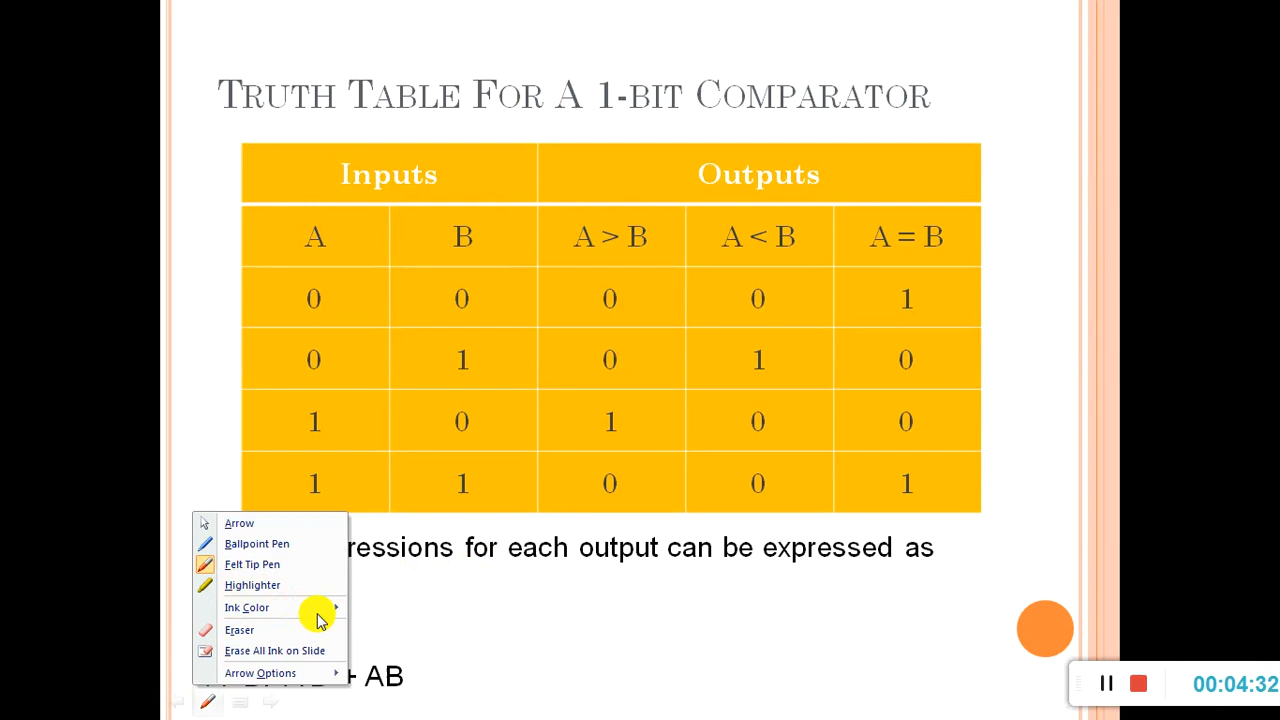 TRUTH TABLE FOR A 1-BIT COMPARATOR
Inputs Outputs
A B A > B A < B A = B
0 0 0 0 1
0 1 0 1 0
1 0 1 0 0
1 1 0 0 1
Arrow
Ballpoint Pen
Felt Tip Pen
Highlighter
Ink Color
Eraser
Erase All Ink on Slide
Arrow Options
ressions for each output can be expressed as
+ AB
00:04:32